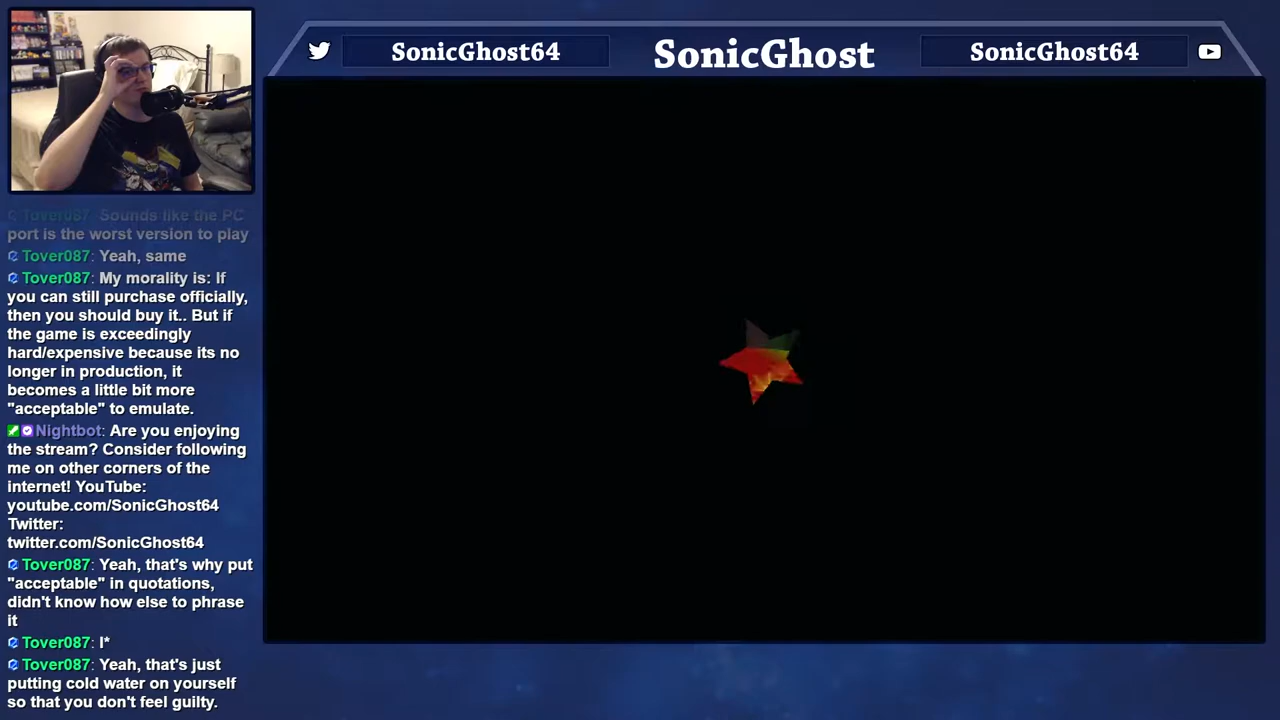 SonicGhost64
SonicGhost
SonicGhost64
Tover087: Sounds like the PC
port is the worst version to play
Tover087: Yeah, same
Tover087: My morality is: If
you can still purchase officially,
then you should buy it.. But if
the game is exceedingly
hard/expensive because its no
longer in production, it
becomes a little bit more
"acceptable" to emulate.
Nightbot: Are you enjoying
the stream? Consider following
me on other corners of the
internet! YouTube:
youtube.com/SonicGhost64
Twitter:
twitter.com/SonicGhost64
Tover087: Yeah, that's why put
"acceptable" in quotations,
didn't know how else to phrase
it
Tover087: I*
Tover087: Yeah, that's just
putting cold water on yourself
so that you don't feel guilty.